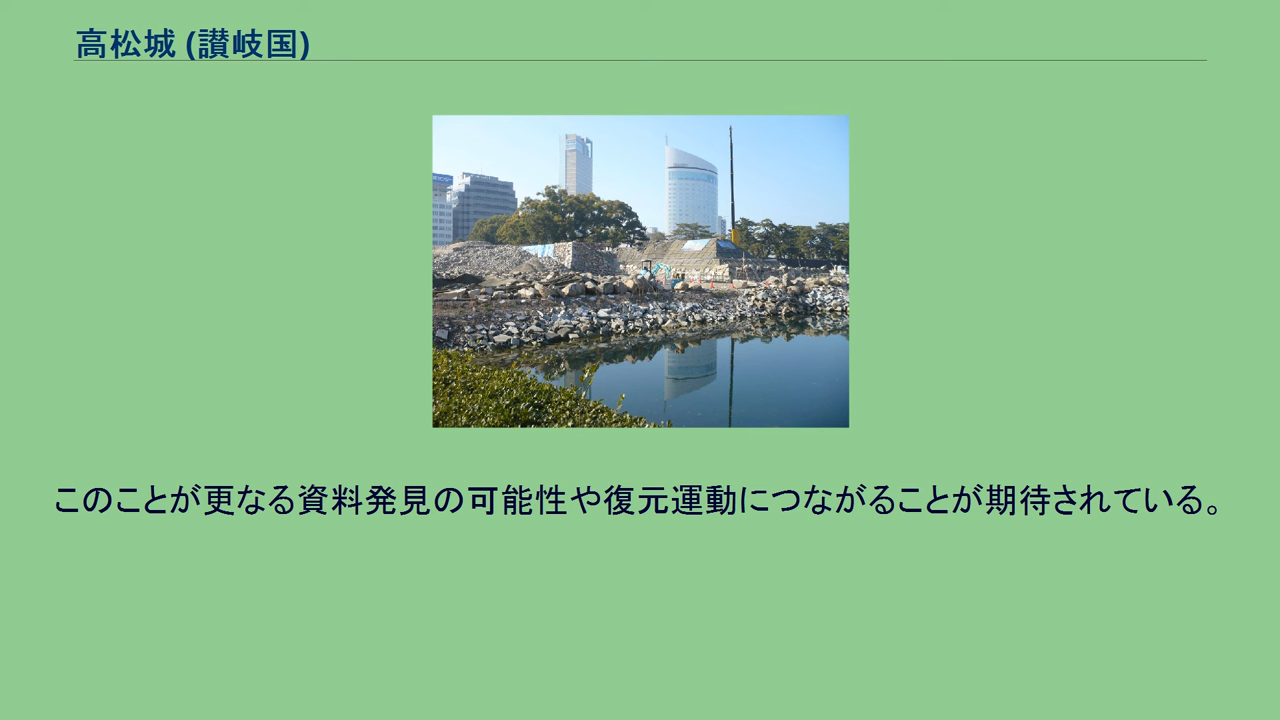 高松城 (讃岐国)
このことが更なる資料発見の可能性や復元運動につながることが期待されている。